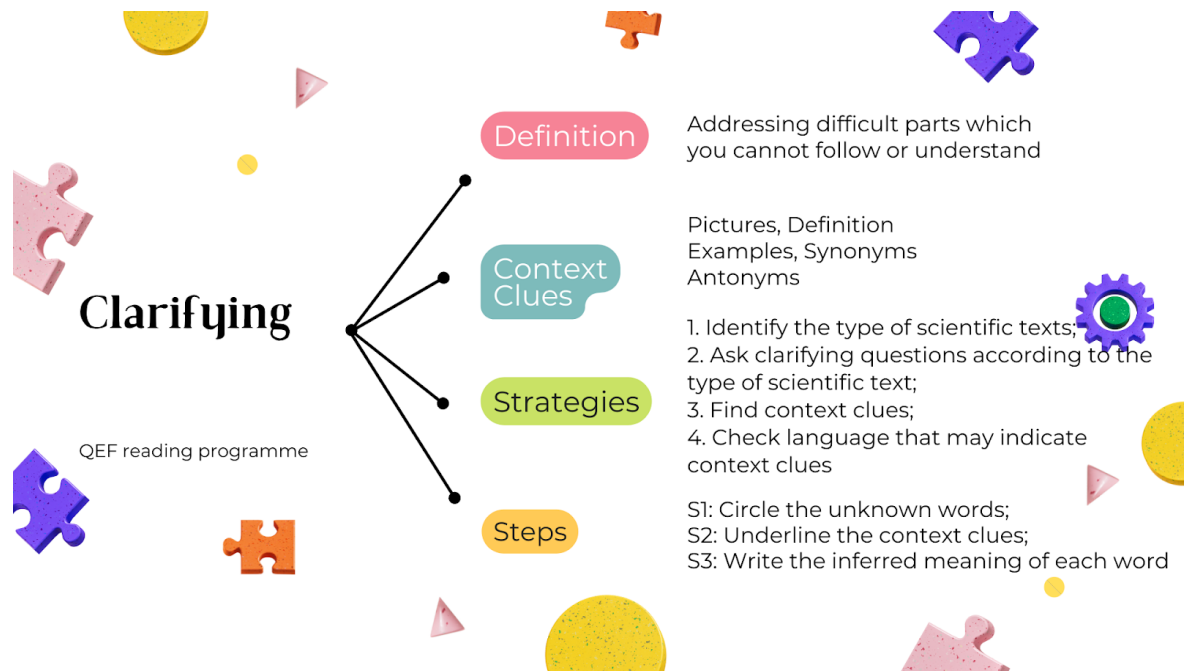 Clarifying
QEF reading programme
Definition
Addressing difficult parts which
you cannot follow or understand
Context
Clues
Pictures, Definition
Examples, Synonyms
Antonyms
Strategies
1. Identify the type of scientific texts;
2. Ask clarifying questions according to the
type of scientific text;
3. Find context clues;
4. Check language that may indicate
context clues
Steps
S1: Circle the unknown words;
S2: Underline the context clues;
S3: Write the inferred meaning of each word